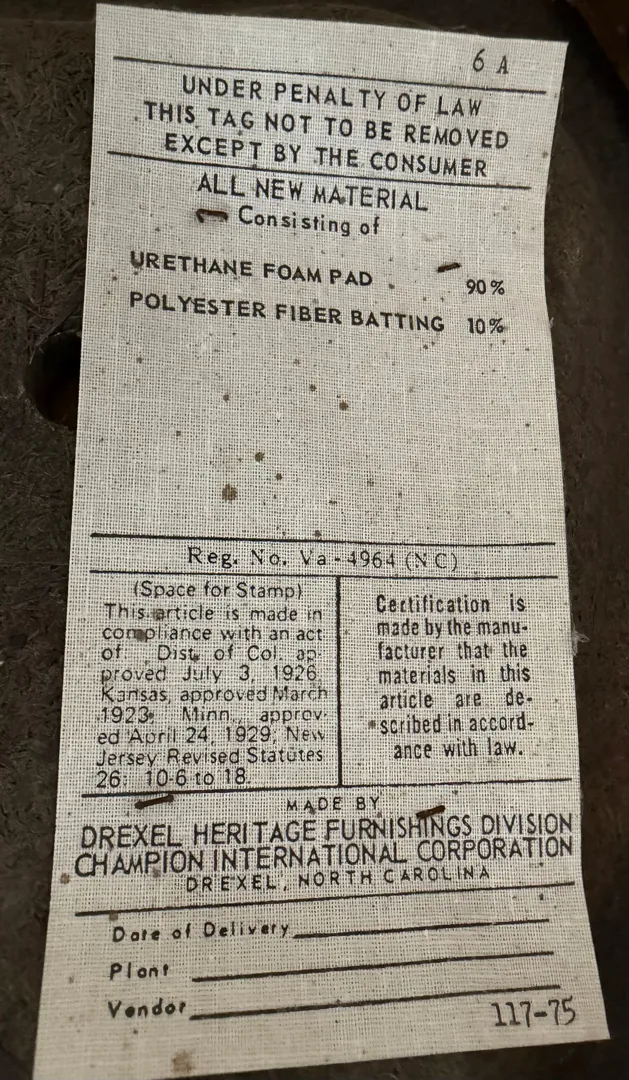 6 A
UNDER PENALTY OF LAW
THIS TAG NOT TO BE REMOVED
EXCEPT BY THE CONSUMER
ALL NEW MATERIAL
Consisting of
URETHANE FOAM PAD 90%
POLYESTER FIBER BATTING 10%
Reg. No. Va-4964 (NC)
(Space for Stamp)
This article is made in
compliance with an act
of Dist. of Col. ap-
proved July 3, 1926,
Kansas, approved March
1923; Minn., approv-
ed April 24, 1929, New
Jersey Revised Statutes
26: 10-6 to 18.
Certification is
made by the manu-
facturer that the
materials in this
article are de-
scribed in accord-
ance with law.
MADE BY
DREXEL HERITAGE FURNISHINGS DIVISION
CHAMPION INTERNATIONAL CORPORATION
DREXEL, NORTH CAROLINA
Date of Delivery
Plant
Vendor
117-75